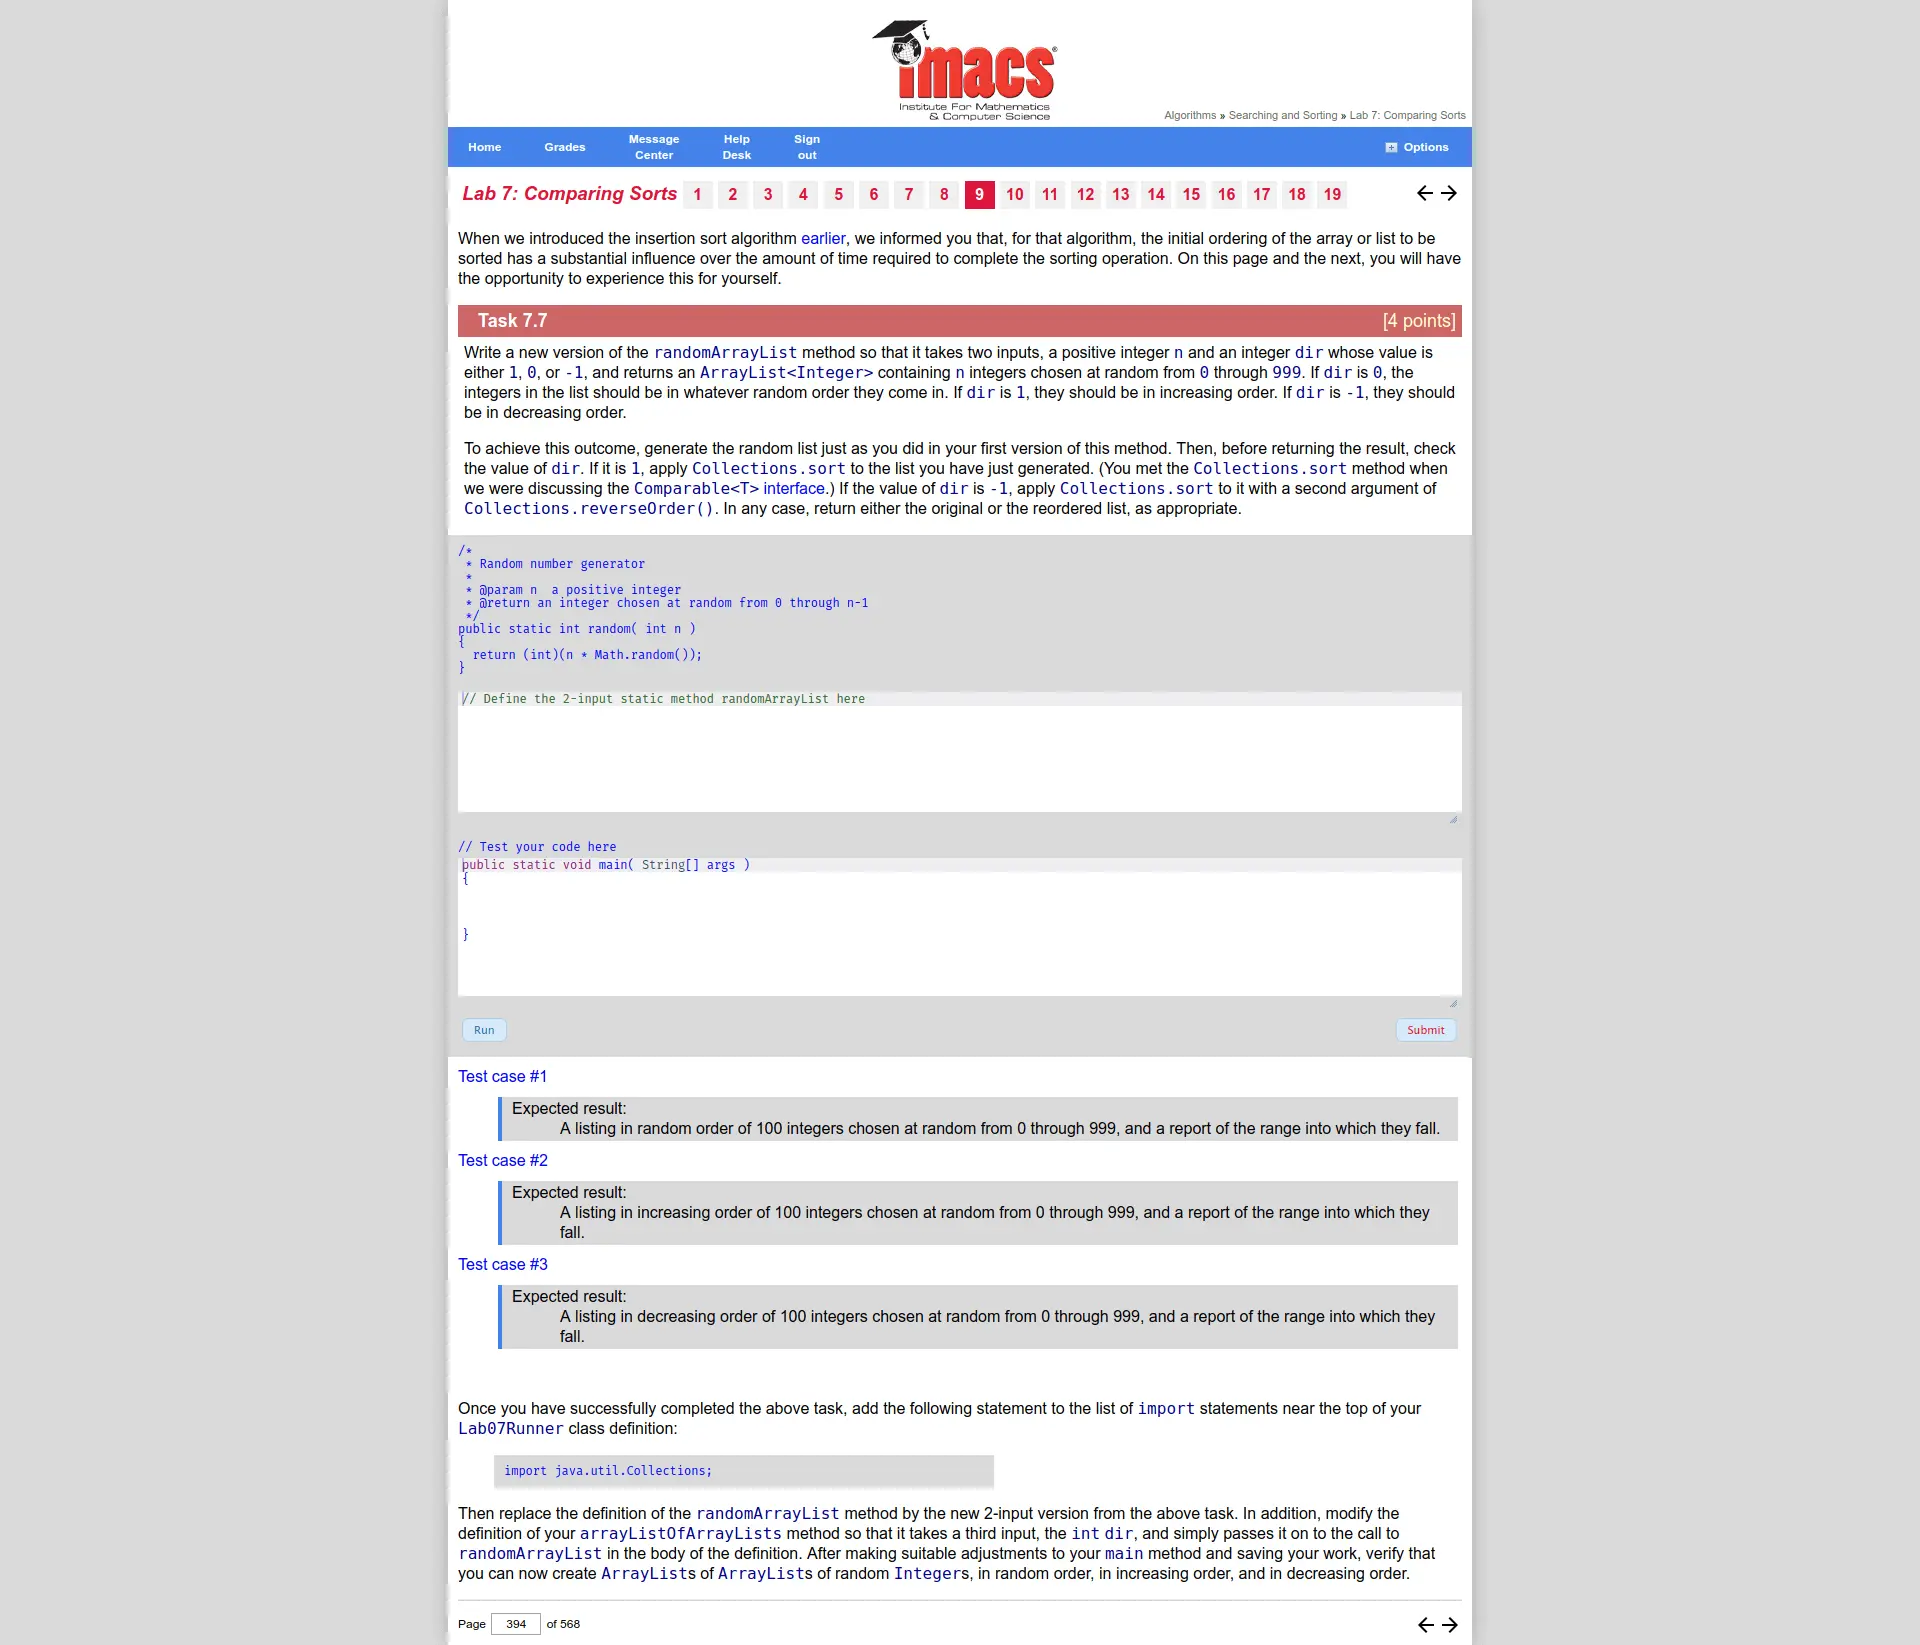 imacs
Institute For Mathematics
& Computer Science
Algorithms » Searching and Sorting » Lab 7: Comparing Sorts
Home Grades Message Center Help Desk Sign out Options
Lab 7: Comparing Sorts 1 2 3 4 5 6 7 8 9 10 11 12 13 14 15 16 17 18 19
When we introduced the insertion sort algorithm earlier, we informed you that, for that algorithm, the initial ordering of the array or list to be
sorted has a substantial influence over the amount of time required to complete the sorting operation. On this page and the next, you will have
the opportunity to experience this for yourself.
Task 7.7 [4 points]
Write a new version of the randomArrayList method so that it takes two inputs, a positive integer n and an integer dir whose value is
either 1, 0, or -1, and returns an ArrayList<Integer> containing n integers chosen at random from 0 through 999. If dir is 0, the
integers in the list should be in whatever random order they come in. If dir is 1, they should be in increasing order. If dir is -1, they should
be in decreasing order.
To achieve this outcome, generate the random list just as you did in your first version of this method. Then, before returning the result, check
the value of dir. If it is 1, apply Collections.sort to the list you have just generated. (You met the Collections.sort method when
we were discussing the Comparable<T> interface.) If the value of dir is -1, apply Collections.sort to it with a second argument of
Collections.reverseOrder(). In any case, return either the original or the reordered list, as appropriate.
/*
* Random number generator
*
* @param n a positive integer
* @return an integer chosen at random from 0 through n-1
*/
public static int random( int n )
{
return (int)(n * Math.random());
}
// Define the 2-input static method randomArrayList here
// Test your code here
public static void main( String[] args )
{
}
Run Submit
Test case #1
Expected result:
A listing in random order of 100 integers chosen at random from 0 through 999, and a report of the range into which they fall.
Test case #2
Expected result:
A listing in increasing order of 100 integers chosen at random from 0 through 999, and a report of the range into which they
fall.
Test case #3
Expected result:
A listing in decreasing order of 100 integers chosen at random from 0 through 999, and a report of the range into which they
fall.
Once you have successfully completed the above task, add the following statement to the list of import statements near the top of your
Lab07Runner class definition:
import java.util.Collections;
Then replace the definition of the randomArrayList method by the new 2-input version from the above task. In addition, modify the
definition of your arrayListOfArrayLists method so that it takes a third input, the int dir, and simply passes it on to the call to
randomArrayList in the body of the definition. After making suitable adjustments to your main method and saving your work, verify that
you can now create ArrayLists of ArrayLists of random Integers, in random order, in increasing order, and in decreasing order.
Page 394 of 568